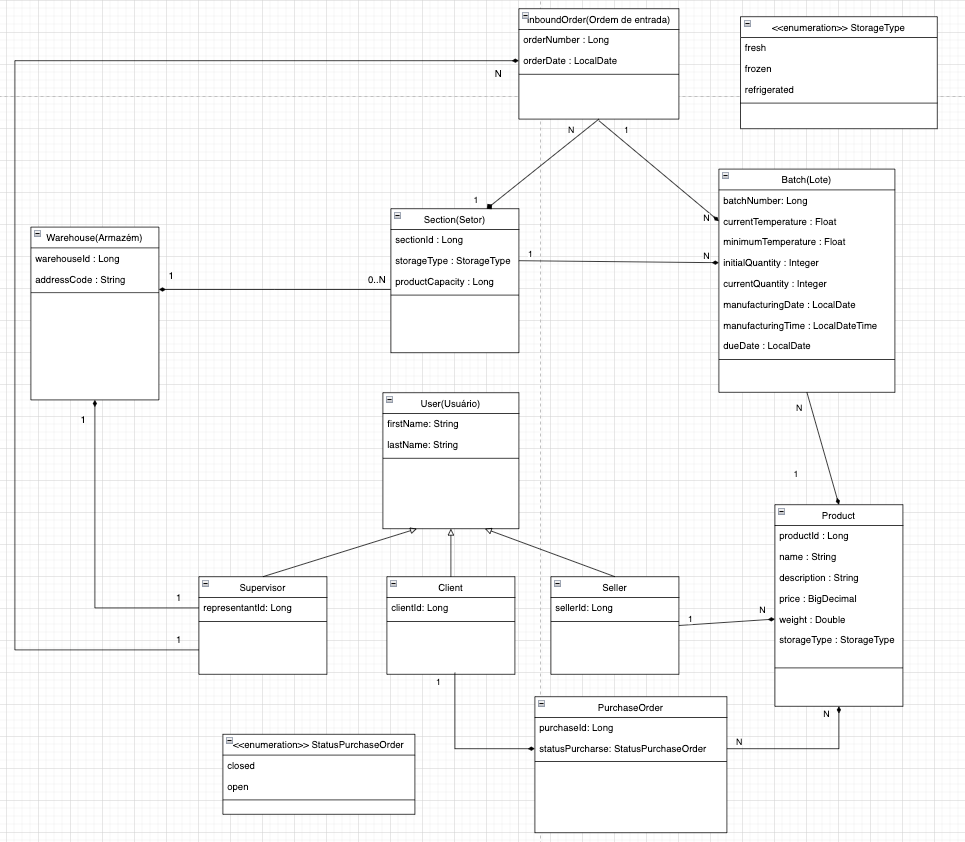 InboundOrder(Ordem de entrada)
orderNumber : Long
orderDate : LocalDate
N
N
1
<<enumeration>> StorageType
fresh
frozen
refrigerated
Batch(Lote)
batchNumber: Long
currentTemperature : Float
minimumTemperature : Float
initialQuantity : Integer
currentQuantity : Integer
manufacturingDate : LocalDate
manufacturingTime : LocalDateTime
dueDate : LocalDate
N
N
N
1
Section(Setor)
sectionId : Long
storageType : StorageType
productCapacity : Long
1
0..N
Warehouse(Armazém)
warehouseId : Long
addressCode : String
1
1
User(Usuário)
firstName: String
lastName: String
1
Product
productId : Long
name : String
description : String
price : BigDecimal
weight : Double
storageType : StorageType
N
N
Supervisor
representantId: Long
1
1
Client
clientId: Long
1
Seller
sellerId: Long
1
PurchaseOrder
purchaseId: Long
statusPurcharse: StatusPurchaseOrder
N
<<enumeration>> StatusPurchaseOrder
closed
open